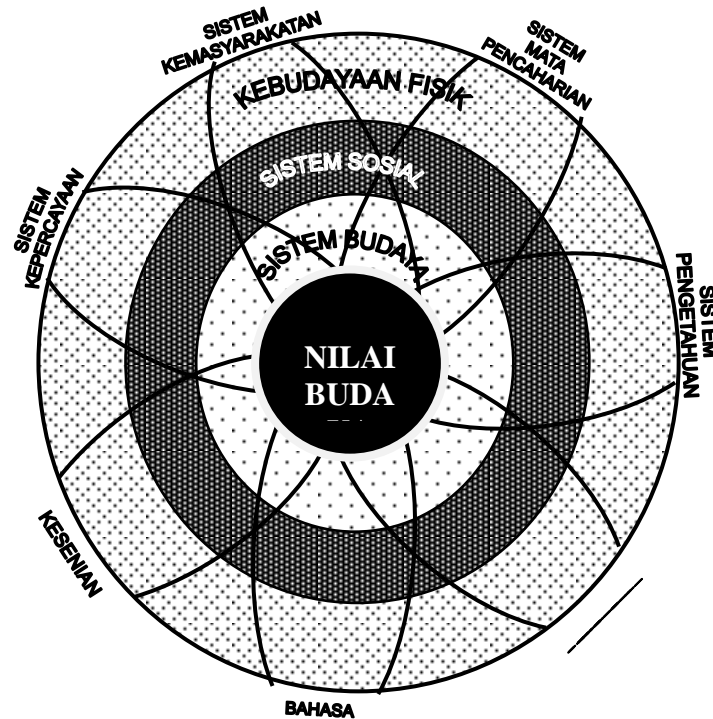 SISTEM
KEMASYARAKATAN
SISTEM
MATA
PENCAHARIAN
KEBUDAYAAN FISIK
SISTEM SOSIAL
SISTEM BUDAYA
SISTEM
KEPERCAYAAN
SISTEM
PENGETAHUAN
NILAI
BUDA
KESENIAN
BAHASA